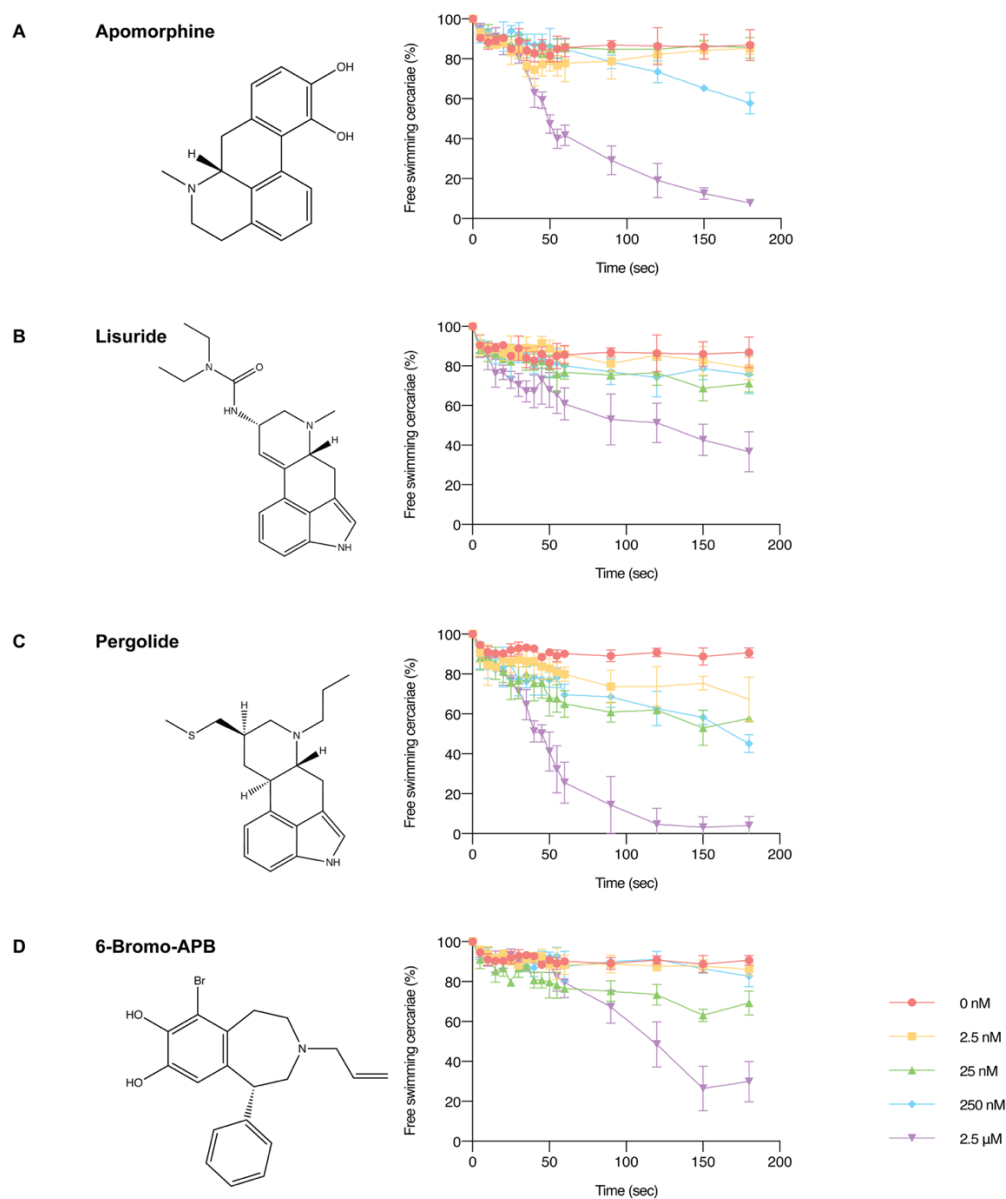 A Apomorphine
OH
OH
H
N
Free swimming cercariae (%)
100
80
60
40
20
0
0 50 100 150 200
Time (sec)
B Lisuride
N
O
HN
N
H
NH
Free swimming cercariae (%)
100
80
60
40
20
0
0 50 100 150 200
Time (sec)
C Pergolide
H
S
N
H
H
NH
Free swimming cercariae (%)
100
80
60
40
20
0
0 50 100 150 200
Time (sec)
D 6-Bromo-APB
Br
HO
HO
N
Free swimming cercariae (%)
100
80
60
40
20
0
0 50 100 150 200
Time (sec)
0 nM
2.5 nM
25 nM
250 nM
2.5 µM